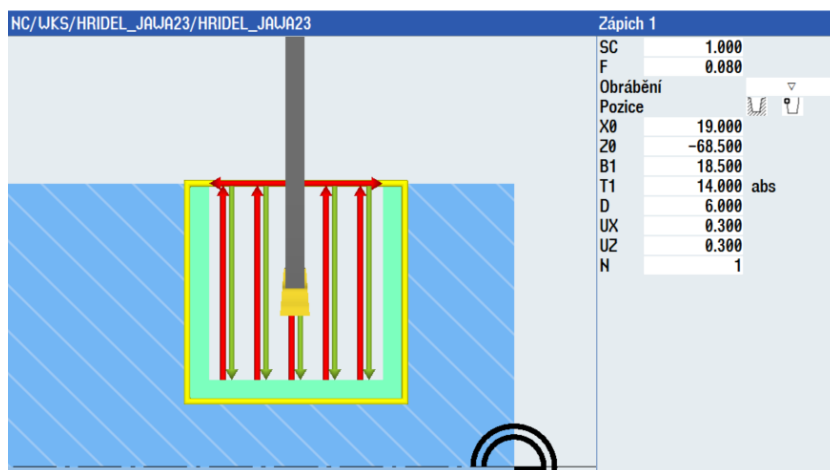 NC/WKS/HRIDEL_JAWA23/HRIDEL_JAWA23
Zápich 1
SC 1.000
F 0.080
Obrábění ▽
Pozice
X0 19.000
Z0 -68.500
B1 18.500
T1 14.000 abs
D 6.000
UX 0.300
UZ 0.300
N 1